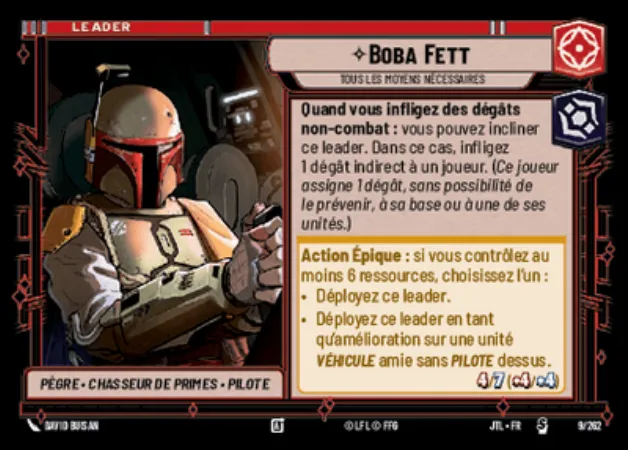 LEADER
BOBA FETT
TOUS LES MOYENS NÉCESSAIRES
Quand vous infligez des dégâts
non-combat : vous pouvez incliner
ce leader. Dans ce cas, infligez
1 dégât indirect à un joueur. (Ce joueur
assigne 1 dégât, sans possibilité de
le prévenir, à sa base ou à une de ses
unités.)
Action Épique : si vous contrôlez au
moins 6 ressources, choisissez l'un :
• Déployez ce leader.
• Déployez ce leader en tant
qu'amélioration sur une unité
VÉHICULE amie sans PILOTE dessus.
4/7 (+4/+4)
PÈGRE • CHASSEUR DE PRIMES • PILOTE
DAVID BUISAN
©LFL © FFG
JTL • FR
9/262